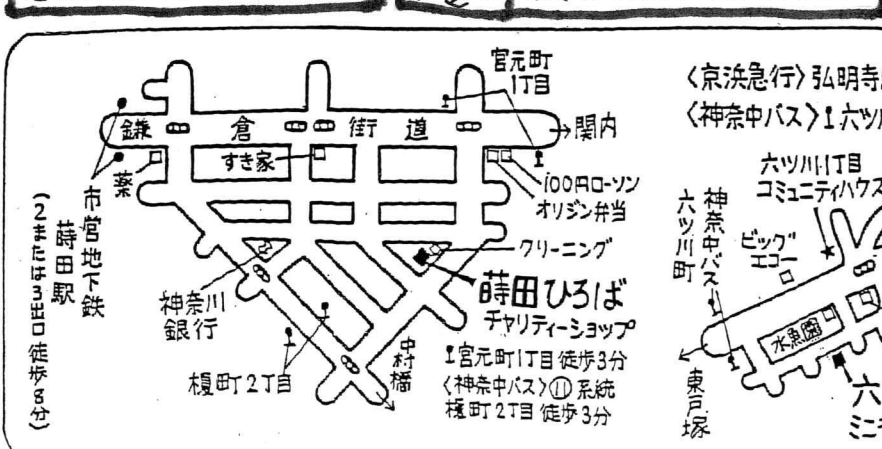 宮元町
1丁目
鎌倉街道
→関内
すき家
薬
100円ローソン
オリジン弁当
クリーニング
市営地下鉄
蒔田駅
(2または3出口徒歩8分)
神奈川
銀行
榎町2丁目
中村橋
蒔田ひろば
チャリティーショップ
宮元町1丁目徒歩3分
〈神奈中バス〉⑪系統
榎町2丁目徒歩3分
〈京浜急行〉弘明寺
〈神奈中バス〉六ツ
六ツ川1丁目
コミュニティハウス
神奈中バス
六ツ川町
ビッグ
エコー
水魚園
東戸塚
六
ミニ